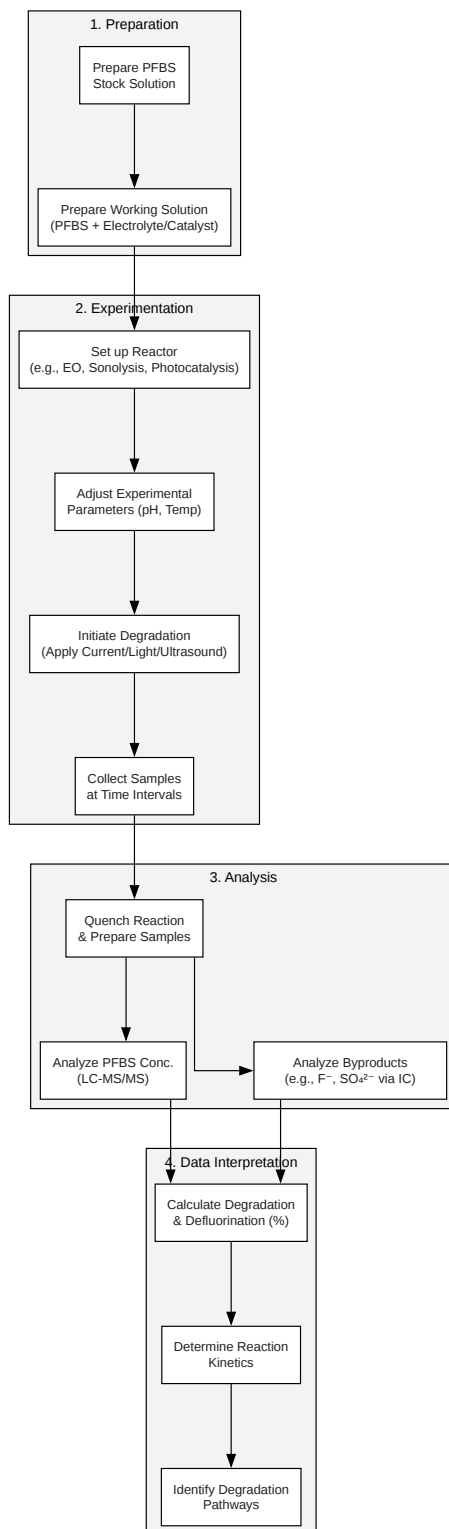 1. Preparation
Prepare PFBS
Stock Solution
Prepare Working Solution
(PFBS + Electrolyte/Catalyst)
2. Experimentation
Set up Reactor
(e.g., EO, Sonolysis, Photocatalysis)
Adjust Experimental
Parameters (pH, Temp)
Initiate Degradation
(Apply Current/Light/Ultrasound)
Collect Samples
at Time Intervals
3. Analysis
Quench Reaction
& Prepare Samples
Analyze PFBS Conc.
(LC-MS/MS)
Analyze Byproducts
(e.g., F⁻, SO₄²⁻ via IC)
4. Data Interpretation
Calculate Degradation
& Defluorination (%)
Determine Reaction
Kinetics
Identify Degradation
Pathways